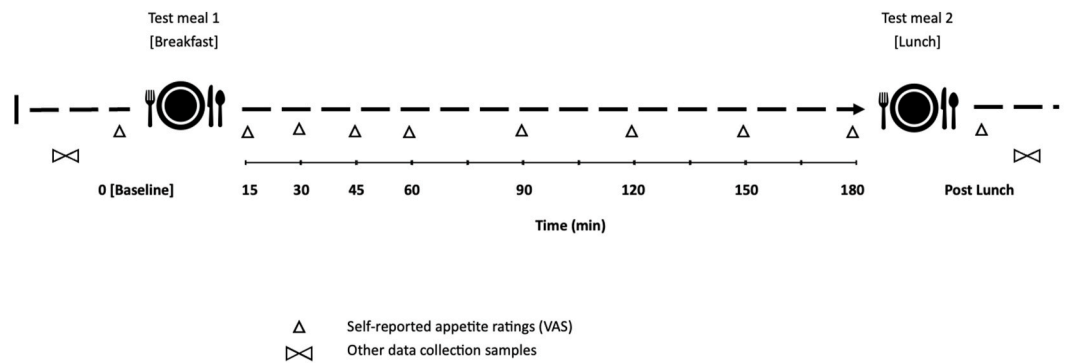 Test meal 1
[Breakfast]
Test meal 2
[Lunch]
0 [Baseline]
15
30
45
60
90
120
150
180
Post Lunch
Time (min)
Self-reported appetite ratings (VAS)
Other data collection samples